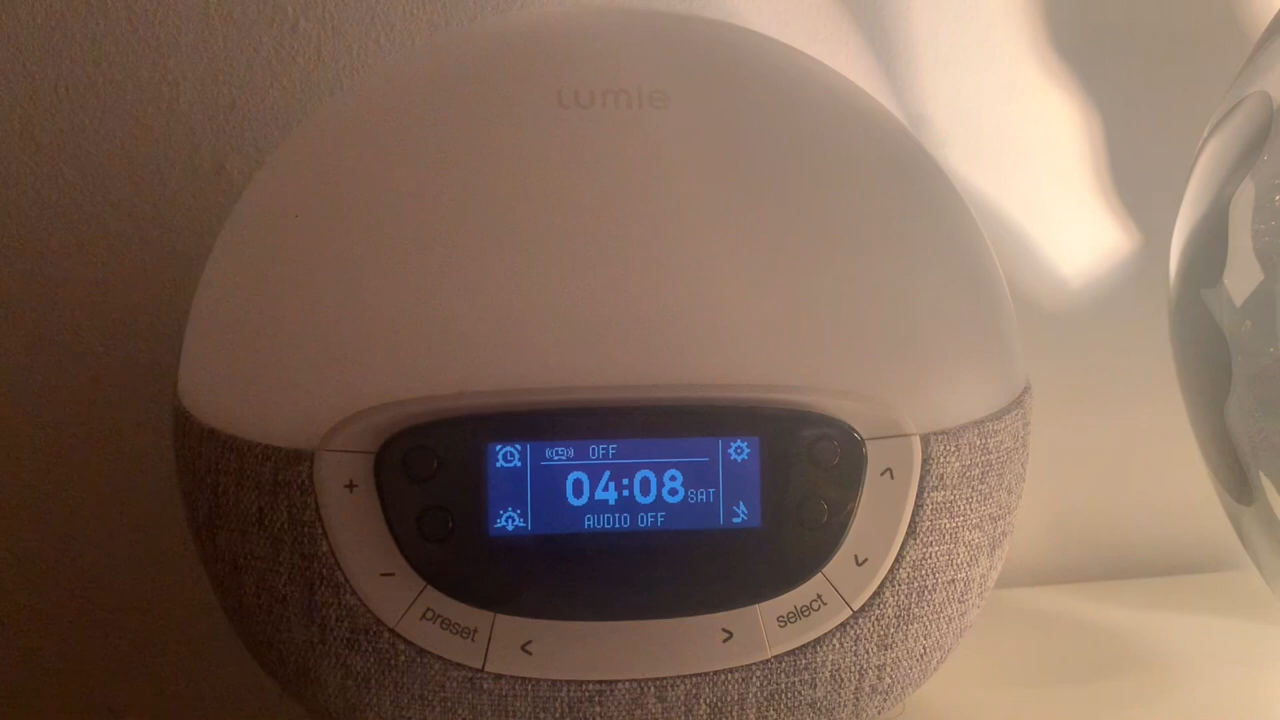 Lumie
OFF
04:08 SAT
AUDIO OFF
+
-
preset
<
>
select